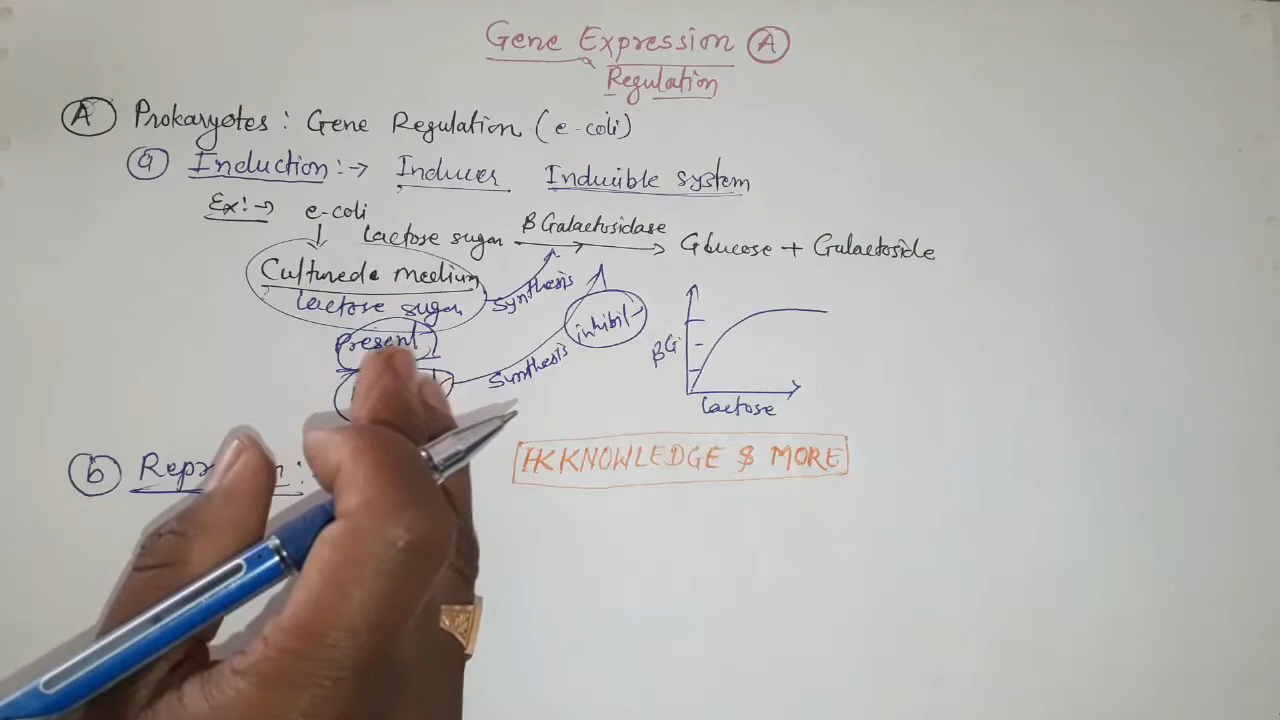 Gene Expression A
& Regulation
A Prokaryotes : Gene Regulation (e-coli)
a Induction :→ Inducer Inducible system
Ex:→ e-coli
Lactose sugar β Galactosidase Glucose + Galactoside
Cultured medium
Lactose sugar
Synthesis
Present
inhibit
Synthesis
βG
Lactose
b
HK KNOWLEDGE & MORE